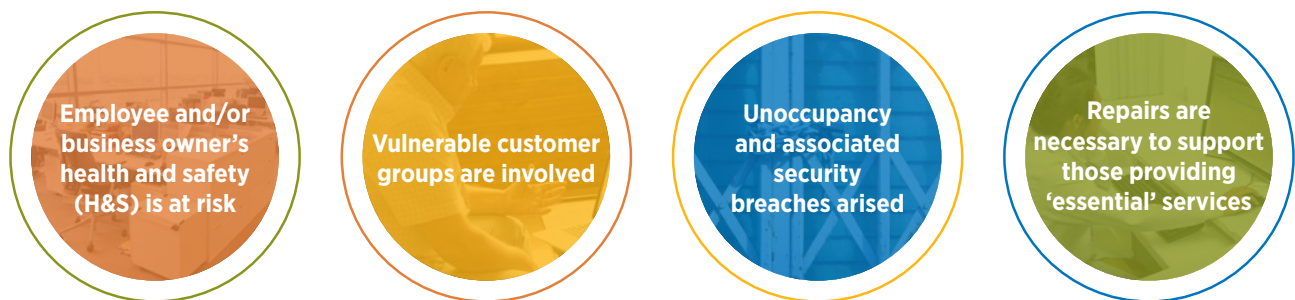 Employee and/or
business owner's
health and safety
(H&S) is at risk
Vulnerable customer
groups are involved
Unoccupancy
and associated
security
breaches arised
Repairs are
necessary to support
those providing
‘essential’ services